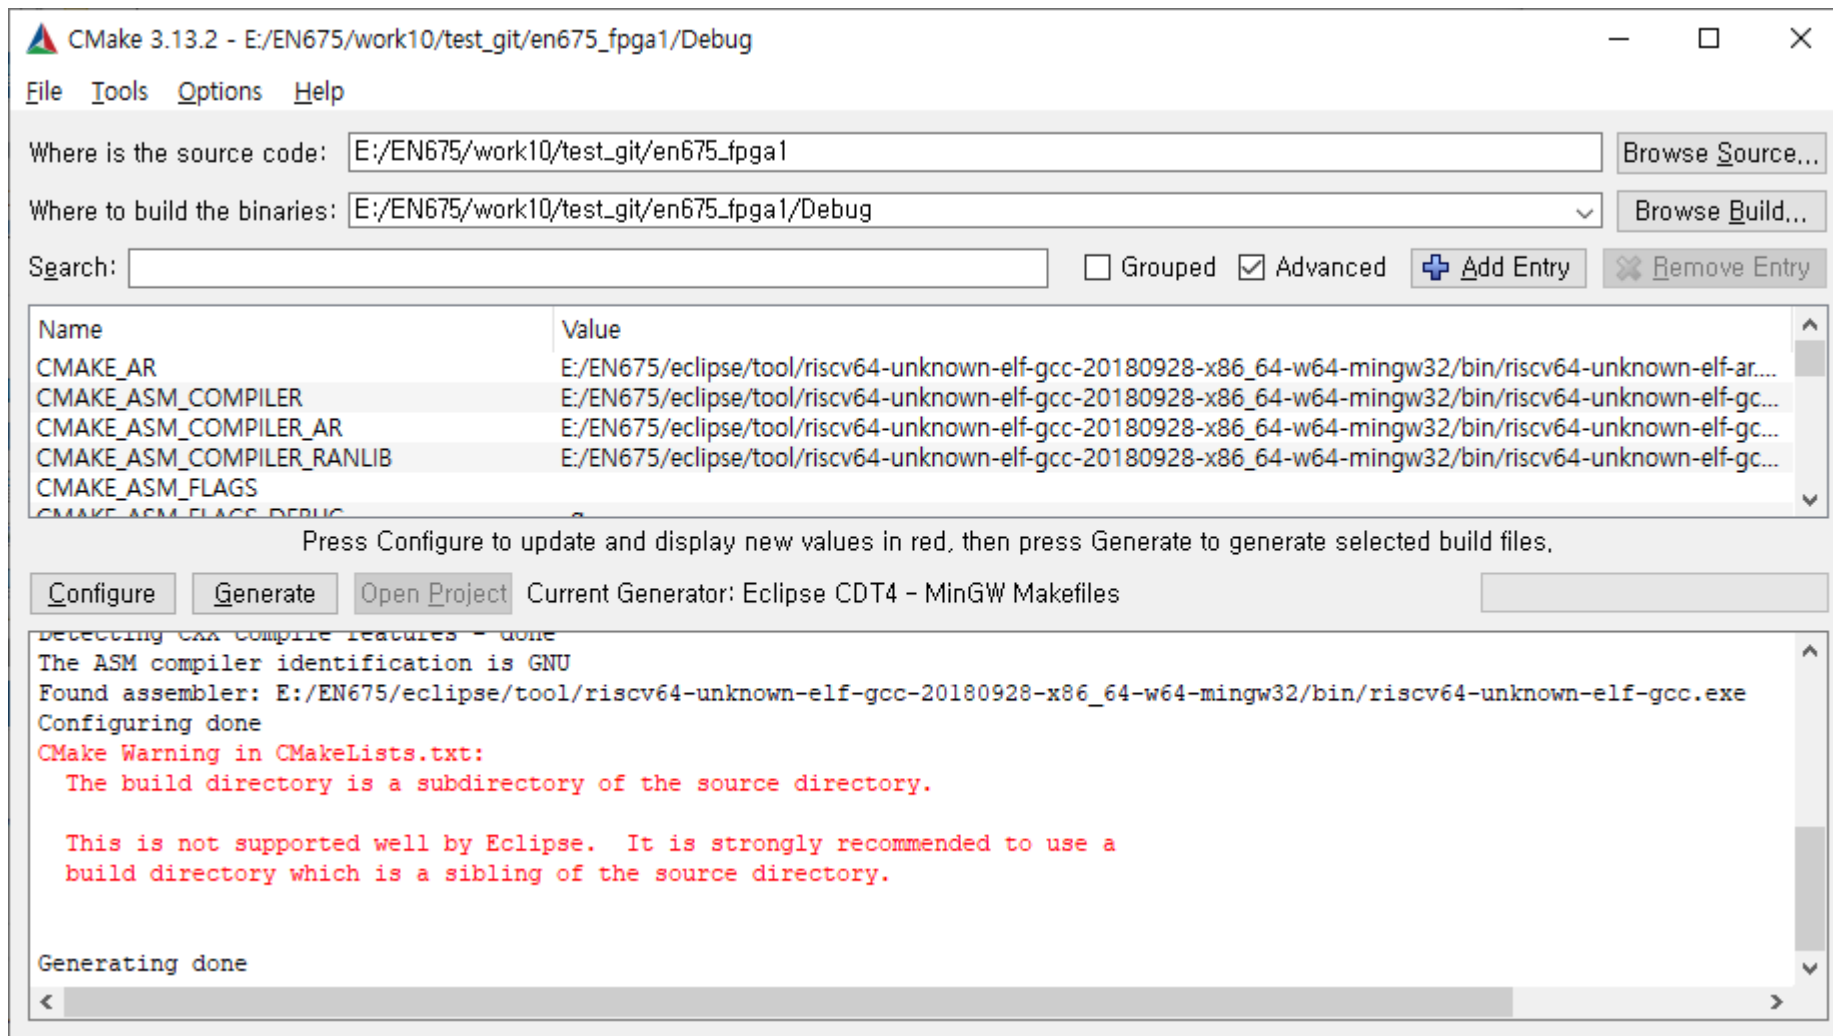 CMake 3.13.2 - E:/EN675/work10/test_git/en675_fpga1/Debug
File Tools Options Help
Where is the source code: E:/EN675/work10/test_git/en675_fpga1 Browse Source...
Where to build the binaries: E:/EN675/work10/test_git/en675_fpga1/Debug Browse Build...
Search: Grouped Advanced Add Entry Remove Entry
Name Value
CMAKE_AR E:/EN675/eclipse/tool/riscv64-unknown-elf-gcc-20180928-x86_64-w64-mingw32/bin/riscv64-unknown-elf-ar....
CMAKE_ASM_COMPILER E:/EN675/eclipse/tool/riscv64-unknown-elf-gcc-20180928-x86_64-w64-mingw32/bin/riscv64-unknown-elf-gc...
CMAKE_ASM_COMPILER_AR E:/EN675/eclipse/tool/riscv64-unknown-elf-gcc-20180928-x86_64-w64-mingw32/bin/riscv64-unknown-elf-gc...
CMAKE_ASM_COMPILER_RANLIB E:/EN675/eclipse/tool/riscv64-unknown-elf-gcc-20180928-x86_64-w64-mingw32/bin/riscv64-unknown-elf-gc...
CMAKE_ASM_FLAGS
CMAKE_ASM_FLAGS_DEBUG -g
Press Configure to update and display new values in red, then press Generate to generate selected build files.
Configure Generate Open Project Current Generator: Eclipse CDT4 - MinGW Makefiles
Detecting CXX compile features - done
The ASM compiler identification is GNU
Found assembler: E:/EN675/eclipse/tool/riscv64-unknown-elf-gcc-20180928-x86_64-w64-mingw32/bin/riscv64-unknown-elf-gcc.exe
Configuring done
CMake Warning in CMakeLists.txt:
The build directory is a subdirectory of the source directory.
This is not supported well by Eclipse. It is strongly recommended to use a
build directory which is a sibling of the source directory.
Generating done